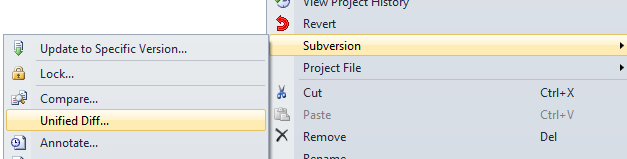 View Project History
Revert
Subversion
Project File
Cut Ctrl+X
Paste Ctrl+V
Remove Del
Rename
Update to Specific Version...
Lock...
Compare...
Unified Diff...
Annotate...